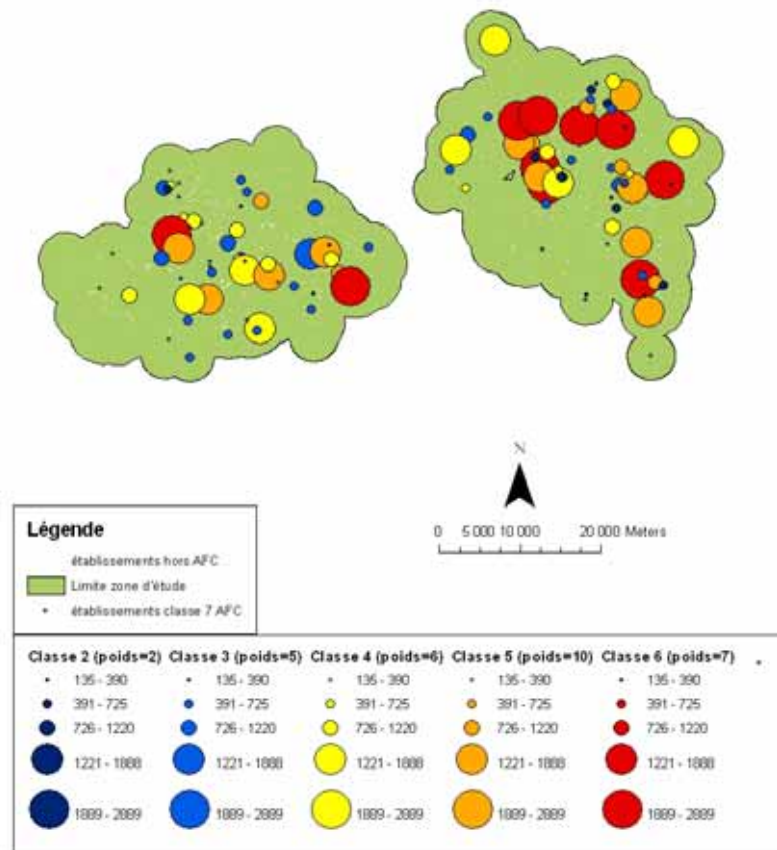 N
0 5 000 10 000 20 000 Meters
Légende
établissements hors AFC
Limite zone d'étude
établissements classe 7 AFC
Classe 2 (poids=2) Classe 3 (poids=5) Classe 4 (poids=6) Classe 5 (poids=10) Classe 6 (poids=7)
135 - 390 135 - 390 135 - 390 135 - 390 135 - 390
391 - 725 391 - 725 391 - 725 391 - 725 391 - 725
726 - 1220 726 - 1220 726 - 1220 726 - 1220 726 - 1220
1221 - 1888 1221 - 1888 1221 - 1888 1221 - 1888 1221 - 1888
1889 - 2889 1889 - 2889 1889 - 2889 1889 - 2889 1889 - 2889